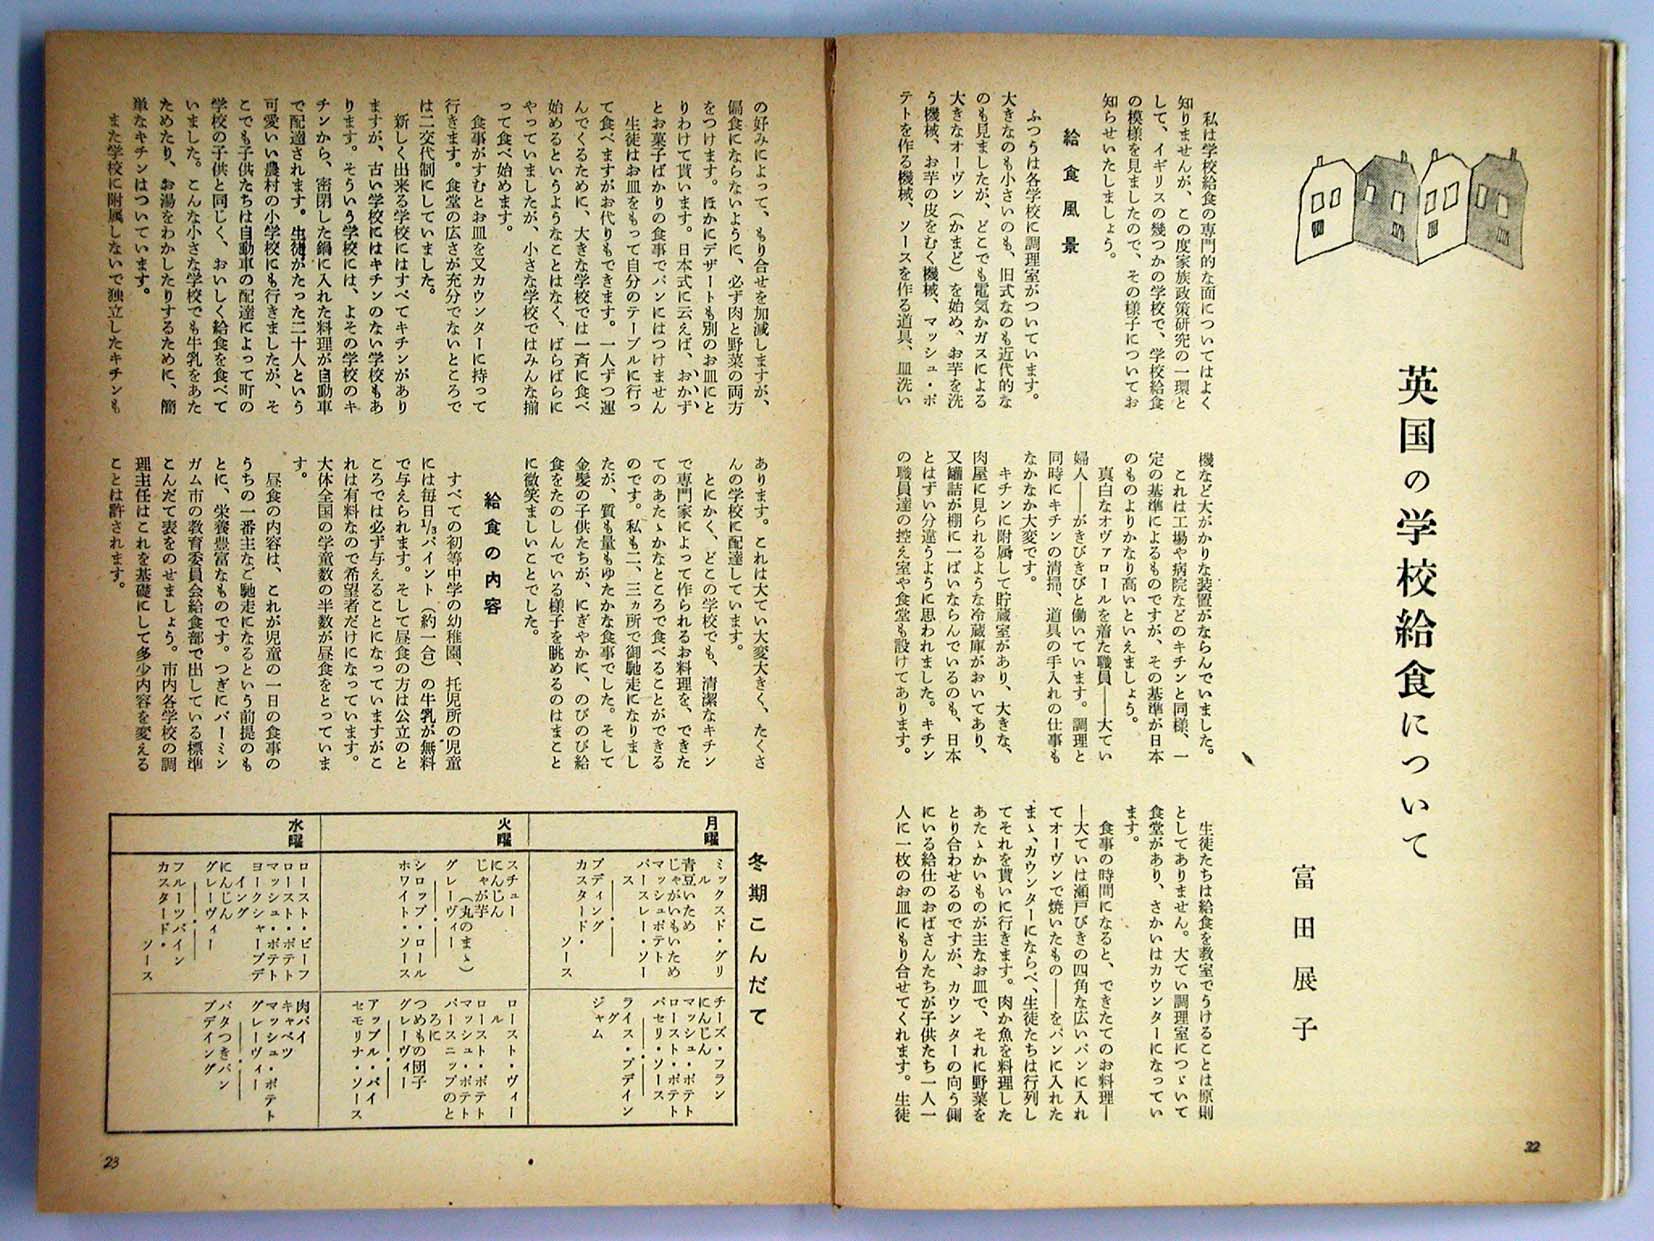 英国の学校給食について
富田展子
私は学校給食の専門的な面についてはよく
知りませんが、この度家族政策研究の一環と
して、イギリスの幾つかの学校で、学校給食
の模様を見ましたので、その様子についてお
知らせいたしましょう。
給食風景
ふつうは各学校に調理室がついています。
大きなのも小さいのも、旧式なのも近代的な
のも見ましたが、どこでも電気かガスによる
大きなオーヴン（かまど）を始め、お芋を洗
う機械、お芋の皮をむく機械、マッシュ・ポ
テトを作る機械、ソースを作る道具、皿洗い
機など大がかりな装置がならんでいました。
これは工場や病院などのキチンと同様、一
定の基準によるものですが、その基準が日本
のものよりかなり高いといえましょう。
真白なオヴァロールを着た職員――大てい
婦人――がきびきびと働いています。調理と
同時にキチンの清掃、道具の手入れの仕事も
なかなか大変です。
キチンに附属して貯蔵室があり、大きな、
肉屋に見られるような冷蔵庫がおいてあり、
又罐詰が棚に一ぱいならんでいるのも、日本
とはずい分違うように思われました。キチン
の職員達の控え室や食堂も設けてあります。
生徒たちは給食を教室でうけることは原則
としてありません。大てい調理室につゞいて
食堂があり、さかいはカウンターになってい
ます。
食事の時間になると、できたてのお料理―
―大ていは瀬戸びきの四角な広いパンに入れ
てオーヴンで焼いたもの――をパンに入れた
まゝ、カウンターにならべ、生徒たちは行列し
てそれを貰いに行きます。肉か魚を料理した
あたゝかいものが主なお皿で、それに野菜を
とり合わせるのですが、カウンターの向う側
にいる給仕のおばさんたちが子供たち一人一
人に一枚のお皿にもり合せてくれます。生徒
22
の好みによって、もり合せを加減しますが、
偏食にならないように、必ず肉と野菜の両方
をつけます。ほかにデザートも別のお皿にと
りわけて貰います。日本式に云えば、おかず
とお菓子ばかりの食事でパンにはつけません
生徒はお皿をもって自分のテーブルに行っ
て食べますがお代りもできます。一人ずつ運
んでくるために、大きな学校では一斉に食べ
始めるというようなことはなく、ばらばらに
やっていましたが、小さな学校ではみんな揃
って食べ始めます。
食事がすむとお皿を又カウンターに持って
行きます。食堂の広さが充分でないところで
は二交代制にしていました。
新しく出来る学校にはすべてキチンがあり
ますが、古い学校にはキチンのない学校もあ
ります。そういう学校には、よその学校のキ
チンから、密閉した鍋に入れた料理が自動車
で配達されます。生徒がたった二十人という
可愛いい農村の小学校にも行きましたが、そ
こでも子供たちは自動車の配達によって町の
学校の子供と同じく、おいしく給食を食べて
いました。こんな小さな学校でも牛乳をあた
ためたり、お湯をわかしたりするために、簡
単なキチンはついています。
また学校に附属しないで独立したキチンも
あります。これは大てい大変大きく、たくさ
んの学校に配達しています。
とにかく、どこの学校でも、清潔なキチン
で専門家によって作られるお料理を、できた
てのあたゝかなところで食べることができる
のです。私も二、三ヵ所で御馳走になりまし
たが、質も量もゆたかな食事でした。そして
金髪の子供たちが、にぎやかに、のびのび給
食をたのしんでいる様子を眺めるのはまこと
に微笑ましいことでした。
給食の内容
すべての初等中学の幼稚園、托児所の児童
には毎日⅓パイント（約一合）の牛乳が無料
で与えられます。そして昼食の方は公立のと
ころでは必ず与えることになっていますがこ
れは有料なので希望者だけになっています。
大体全国の学童数の半数が昼食をとっていま
す。
昼食の内容は、これが児童の一日の食事の
うちの一番主なご馳走になるという前提のも
とに、栄養豊富なものです。つぎにバーミン
ガム市の教育委員会給食部で出している標準
こんだて表をのせましょう。市内各学校の調
理主任はこれを基礎にして多少内容を変える
ことは許されます。
冬期こんだて
月曜
ミックスド・グリ
ル
青豆いため
じゃがいもいため
マッシュポテト
パースレー・ソー
ス
プディング
カスタード・
ソース
チーズ・フラン
にんじん
マッシュ・ポテト
ロースト・ポテト
パセリ・ソース
ライス・プデイン
グ
ジャム
火曜
スチュー
にんじん
じゃが芋
（丸のまゝ）
グレーヴィー
シロップ・ロール
ホワイト・ソース
ロースト・ヴィー
ル
ロースト・ポテト
マッシュ・ポテト
パースニップのと
ろに
つめもの団子
グレーヴィー
アップル・パイ
セモリナ・ソース
水曜
ロースト・ビーフ
ロースト・ポテト
マッシュ・ポテト
ヨークシャープデ
イング
にんじん
グレーヴィー
フルーツパイン
カスタード・
ソース
肉パイ
キャベツ
マッシュ・ポテト
グレーヴィー
バタつきパン
プデイング
23